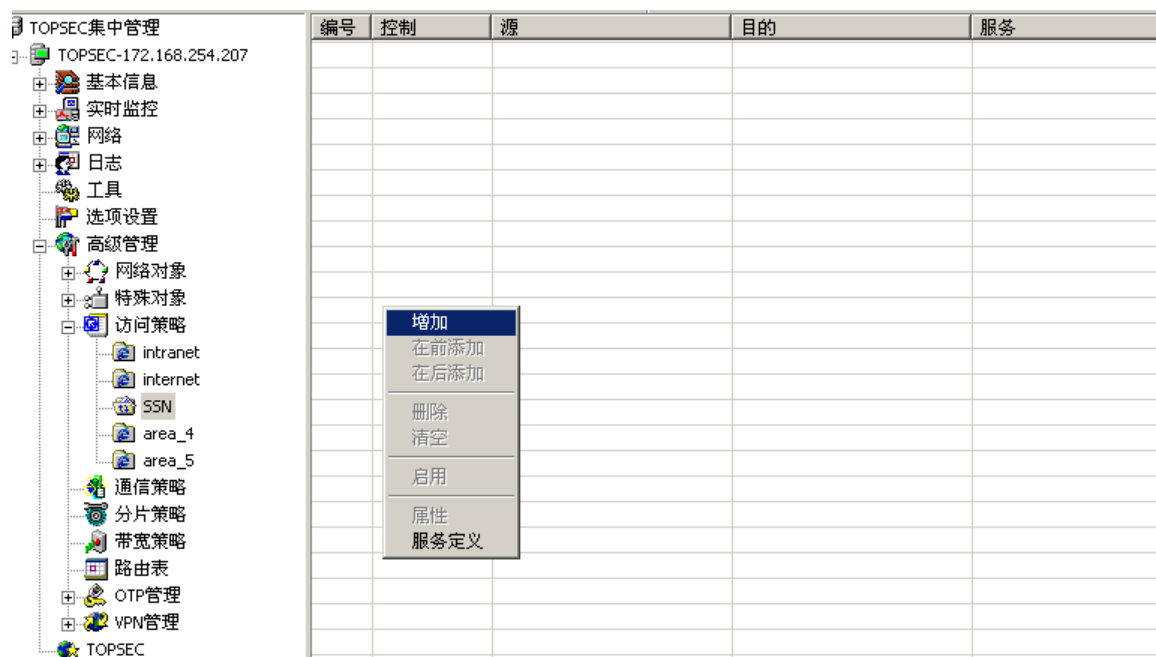 TOPSEC集中管理
TOPSEC-172.168.254.207
基本信息
实时监控
网络
日志
工具
选项设置
高级管理
网络对象
特殊对象
访问策略
intranet
internet
SSN
area_4
area_5
通信策略
分片策略
带宽策略
路由表
OTP管理
VPN管理
TOPSEC
编号 控制 源 目的 服务
增加
在前添加
在后添加
删除
清空
启用
属性
服务定义